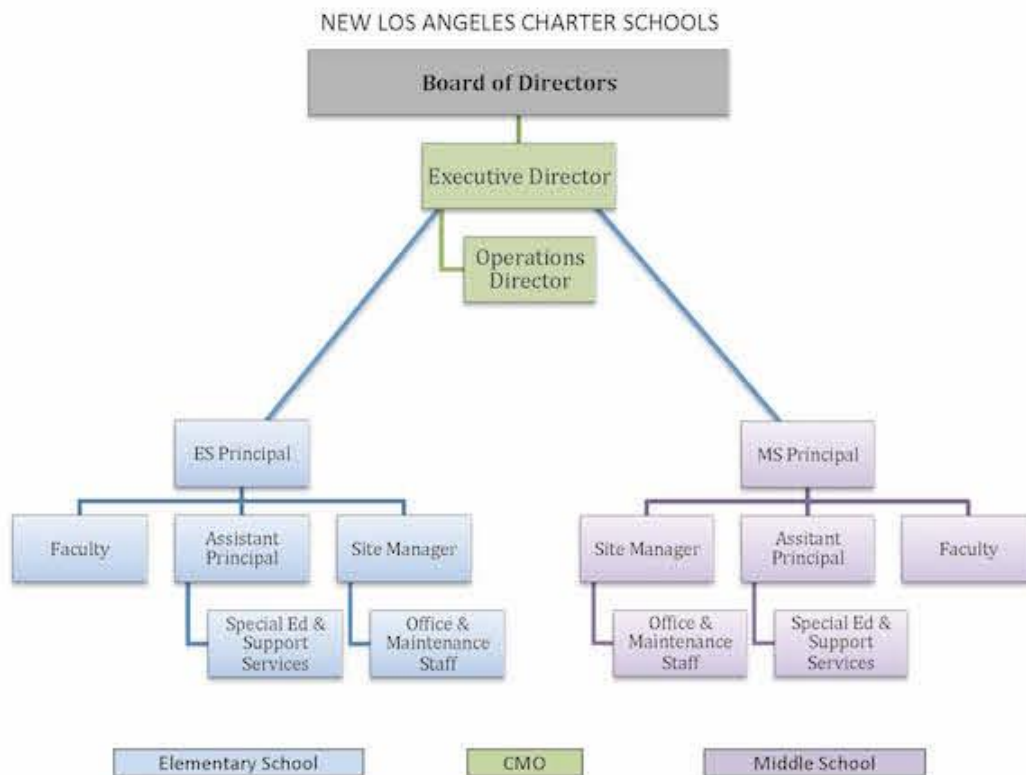 NEW LOS ANGELES CHARTER SCHOOLS
Board of Directors
Executive Director
Operations
Director
ES Principal
MS Principal
Faculty
Assistant
Principal
Site Manager
Site Manager
Assitant
Principal
Faculty
Special Ed &
Support
Services
Office &
Maintenance
Staff
Office &
Maintenance
Staff
Special Ed &
Support
Services
Elementary School
CMO
Middle School